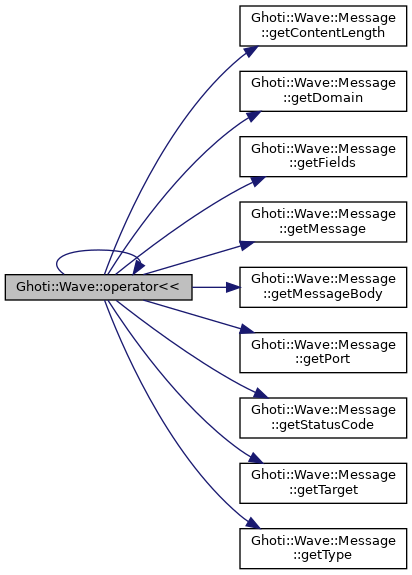 Ghoti::Wave::Message
::getContentLength
Ghoti::Wave::Message
::getDomain
Ghoti::Wave::Message
::getFields
Ghoti::Wave::Message
::getMessage
Ghoti::Wave::operator<<
Ghoti::Wave::Message
::getMessageBody
Ghoti::Wave::Message
::getPort
Ghoti::Wave::Message
::getStatusCode
Ghoti::Wave::Message
::getTarget
Ghoti::Wave::Message
::getType